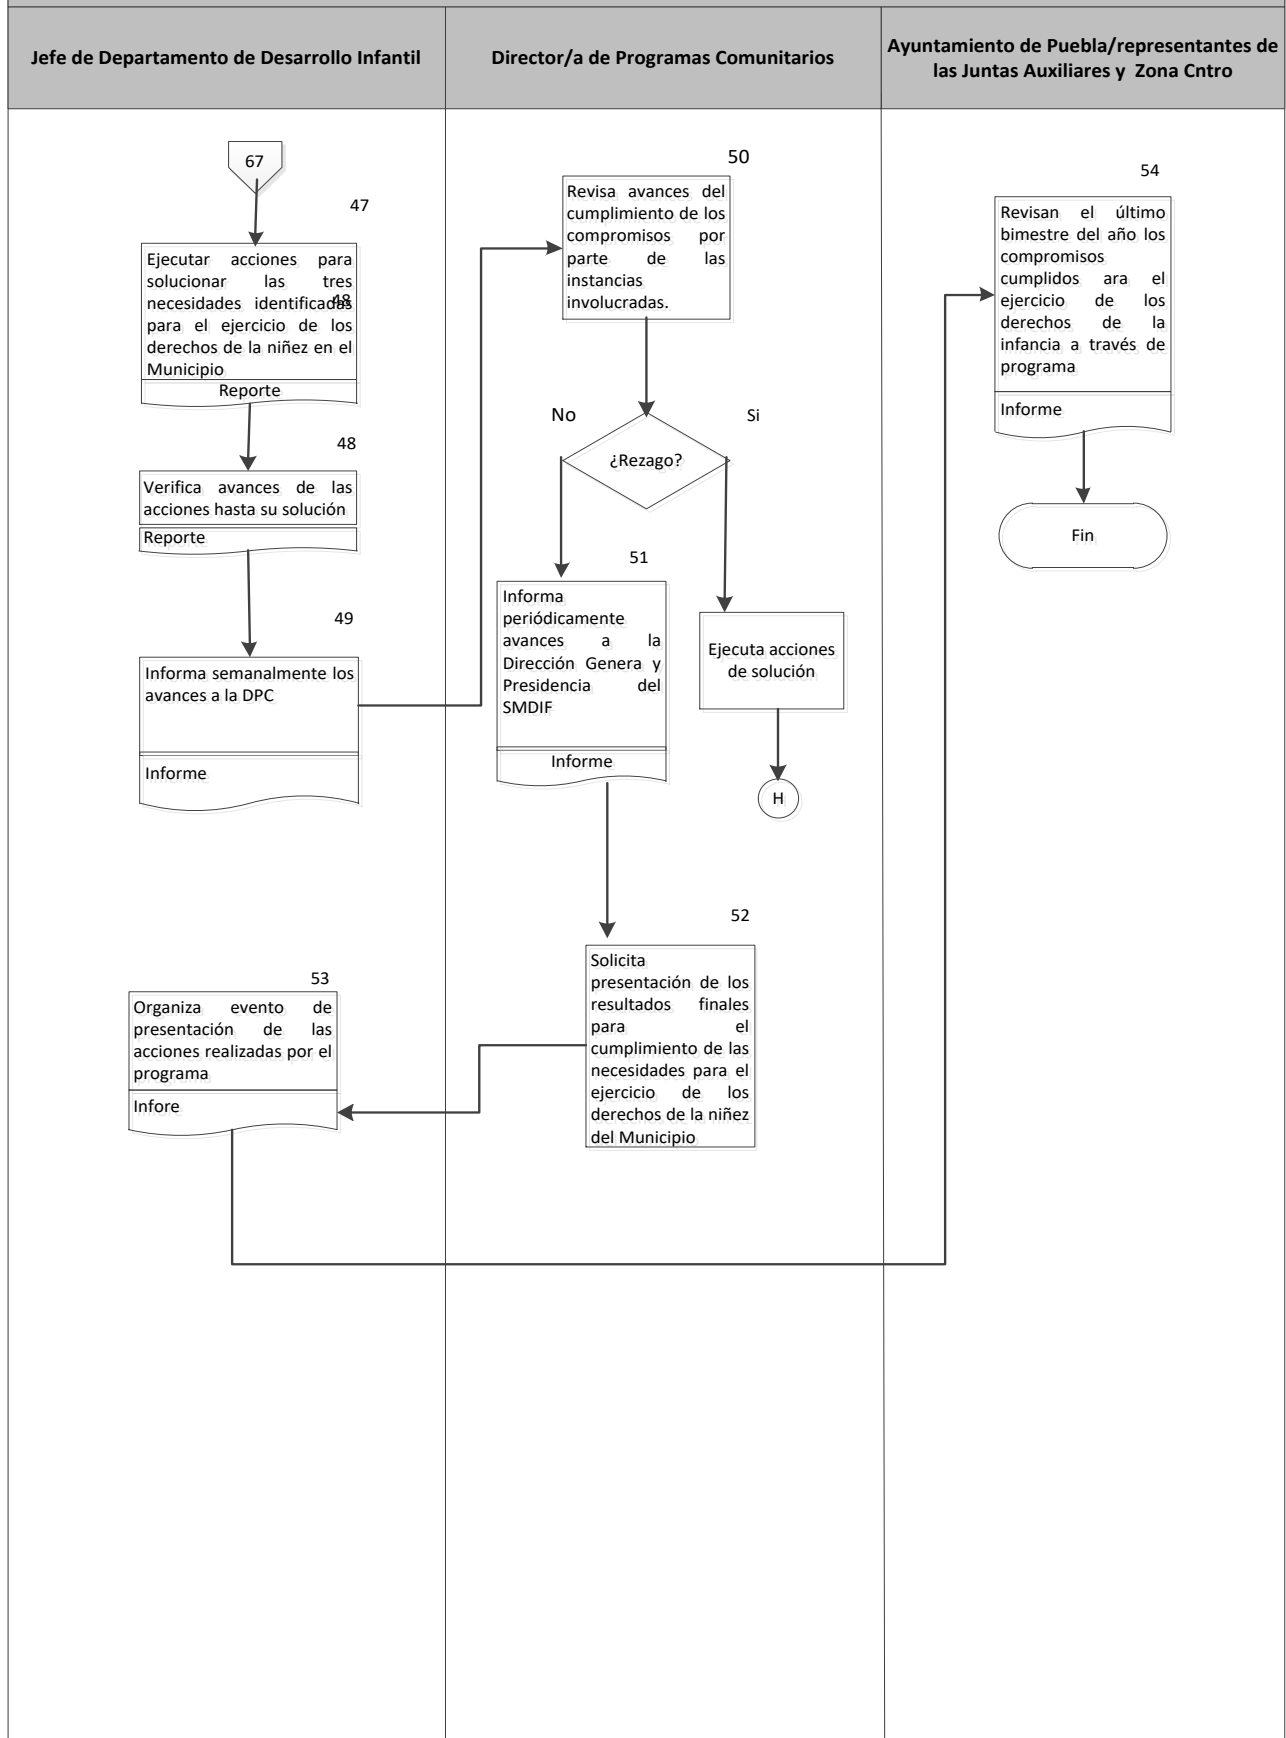 Jefe de Departamento de Desarrollo Infantil
Director/a de Programas Comunitarios
Ayuntamiento de Puebla/representantes de
las Juntas Auxiliares y Zona Cntro
67
47
Ejecutar acciones para
solucionar las tres
necesidades identificadas
48
para el ejercicio de los
derechos de la niñez en el
Municipio
Reporte
48
Verifica avances de las
acciones hasta su solución
Reporte
49
Informa semanalmente los
avances a la DPC
Informe
50
Revisa avances del
cumplimiento de los
compromisos por
parte de las
instancias
involucradas.
No
Si
¿Rezago?
51
Informa
periódicamente
avances a la
Dirección Genera y
Presidencia del
SMDIF
Informe
Ejecuta acciones
de solución
H
52
Solicita
presentación de los
resultados finales
para el
cumplimiento de las
necesidades para el
ejercicio de los
derechos de la niñez
del Municipio
53
Organiza evento de
presentación de las
acciones realizadas por el
programa
Infore
54
Revisan el último
bimestre del año los
compromisos
cumplidos ara el
ejercicio de los
derechos de la
infancia a través de
programa
Informe
Fin